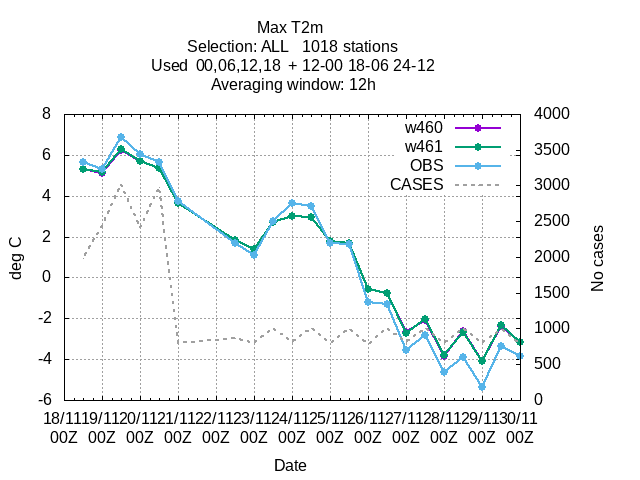 Max T2m
Selection: ALL   1018 stations
Used  00,06,12,18  + 12-00 18-06 24-12
Averaging window: 12h
8
6
4
2
0
-2
-4
-6
deg C
4000
3500
3000
2500
2000
1500
1000
500
0
No cases
w460
w461
OBS
CASES
18/11 19/11 20/11 21/11 22/11 23/11 24/11 25/11 26/11 27/11 28/11 29/11 30/11
00Z 00Z 00Z 00Z 00Z 00Z 00Z 00Z 00Z 00Z 00Z 00Z 00Z
Date